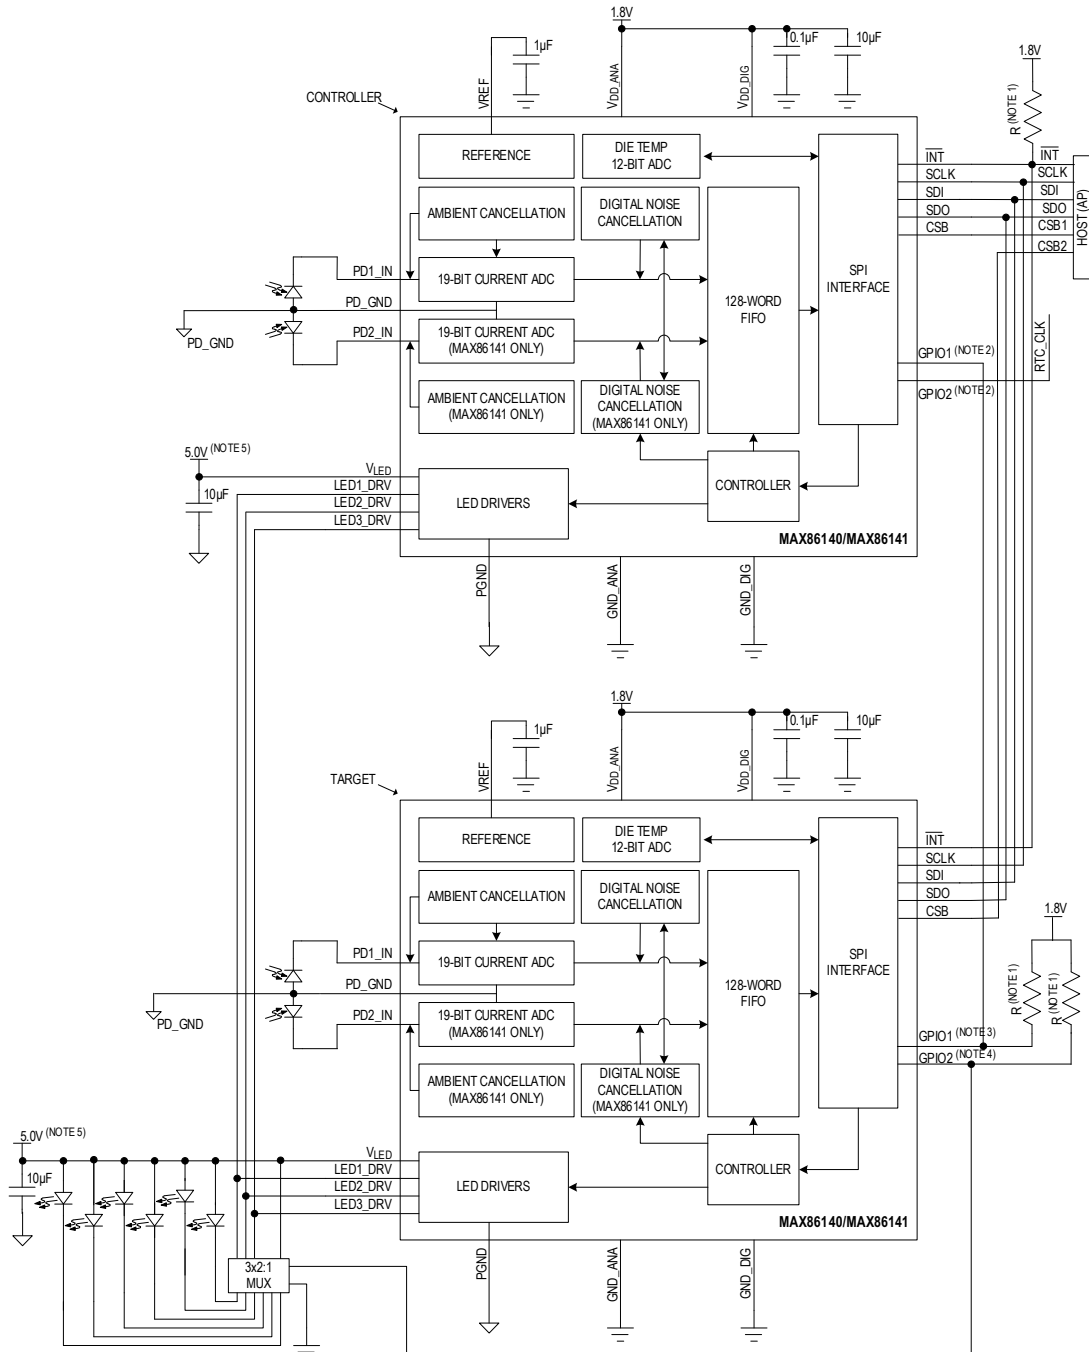 1.8V
1µF
0.1µF
10µF
1.8V
VREF
VDD_ANA
VDD_DIG
R (NOTE 1)
CONTROLLER
REFERENCE
DIE TEMP
12-BIT ADC
INT
INT
SCLK
SCLK
SDI
SDI
SDO
SDO
CSB
CSB1
CSB2
HOST (AP)
AMBIENT CANCELLATION
DIGITAL NOISE
CANCELLATION
PD1_IN
19-BIT CURRENT ADC
PD_GND
PD_GND
PD2_IN
19-BIT CURRENT ADC
(MAX86141 ONLY)
128-WORD
FIFO
SPI
INTERFACE
RTC_CLK
GPIO1 (NOTE 2)
GPIO2 (NOTE 2)
AMBIENT CANCELLATION
(MAX86141 ONLY)
DIGITAL NOISE
CANCELLATION
(MAX86141 ONLY)
5.0V (NOTE 5)
10µF
VLED
LED1_DRV
LED2_DRV
LED3_DRV
LED DRIVERS
CONTROLLER
MAX86140/MAX86141
PGND
GND_ANA
GND_DIG
1.8V
1µF
0.1µF
10µF
VREF
VDD_ANA
VDD_DIG
TARGET
REFERENCE
DIE TEMP
12-BIT ADC
INT
SCLK
SDI
SDO
CSB
1.8V
AMBIENT CANCELLATION
DIGITAL NOISE
CANCELLATION
PD1_IN
19-BIT CURRENT ADC
PD_GND
PD_GND
PD2_IN
19-BIT CURRENT ADC
(MAX86141 ONLY)
128-WORD
FIFO
SPI
INTERFACE
R (NOTE 1)
R (NOTE 1)
GPIO1 (NOTE 3)
GPIO2 (NOTE 4)
AMBIENT CANCELLATION
(MAX86141 ONLY)
DIGITAL NOISE
CANCELLATION
(MAX86141 ONLY)
5.0V (NOTE 5)
10µF
VLED
LED1_DRV
LED2_DRV
LED3_DRV
LED DRIVERS
CONTROLLER
MAX86140/MAX86141
3x2:1
MUX
PGND
GND_ANA
GND_DIG